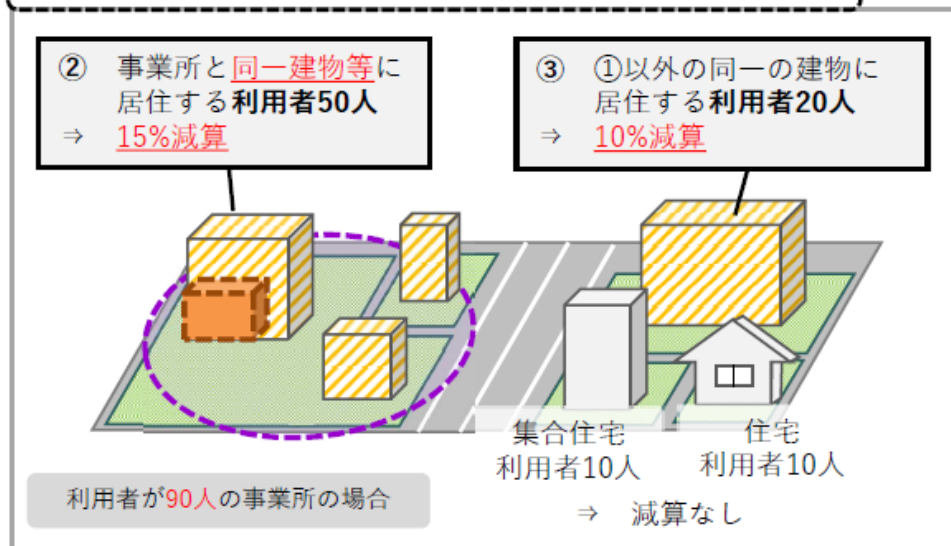 ② 事業所と同一建物等に
居住する利用者50人
⇒ 15%減算
③ ①以外の同一の建物に
居住する利用者20人
⇒ 10%減算
集合住宅
利用者10人
住宅
利用者10人
⇒ 減算なし
利用者が90人の事業所の場合